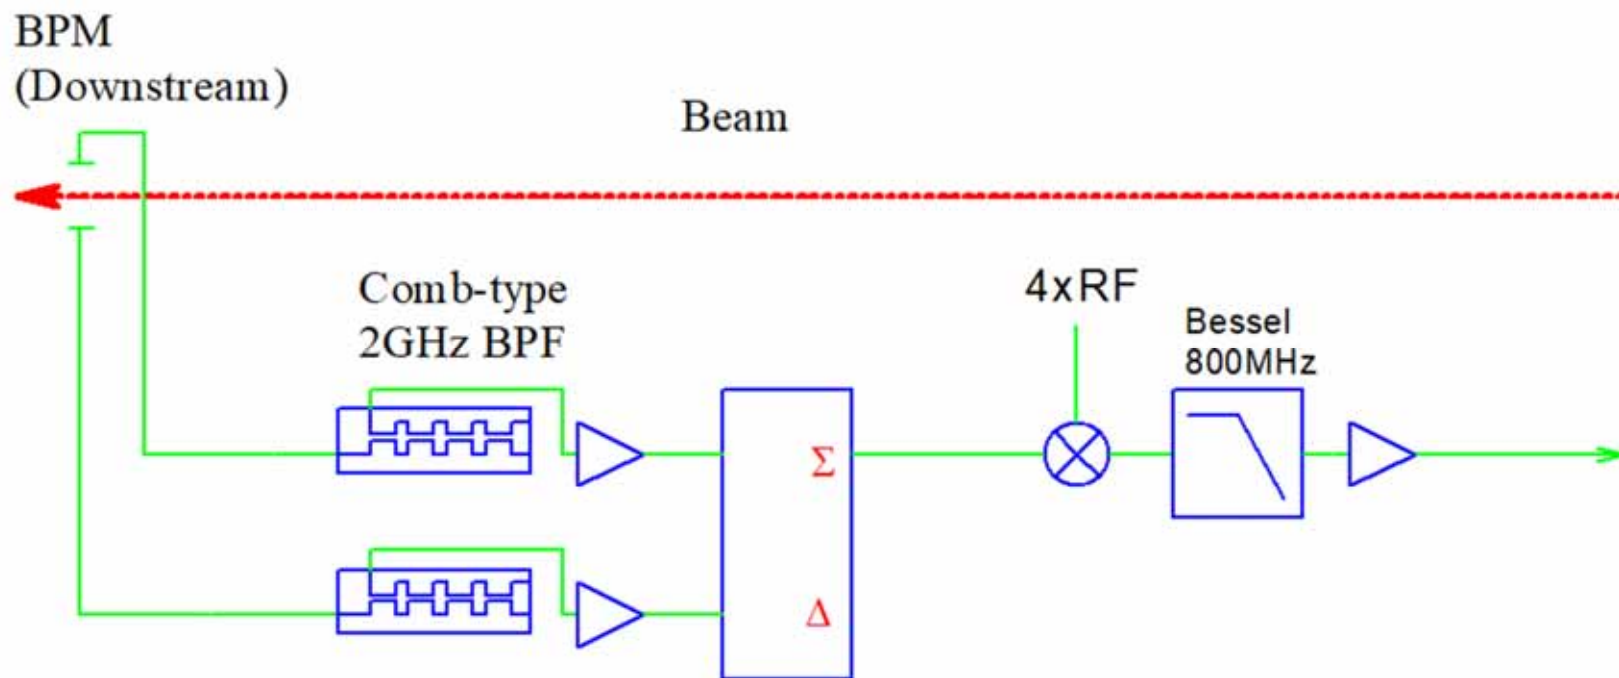 BPM
(Downstream)
Beam
Comb-type
2GHz BPF
4xRF
Bessel
800MHz
Σ
Δ